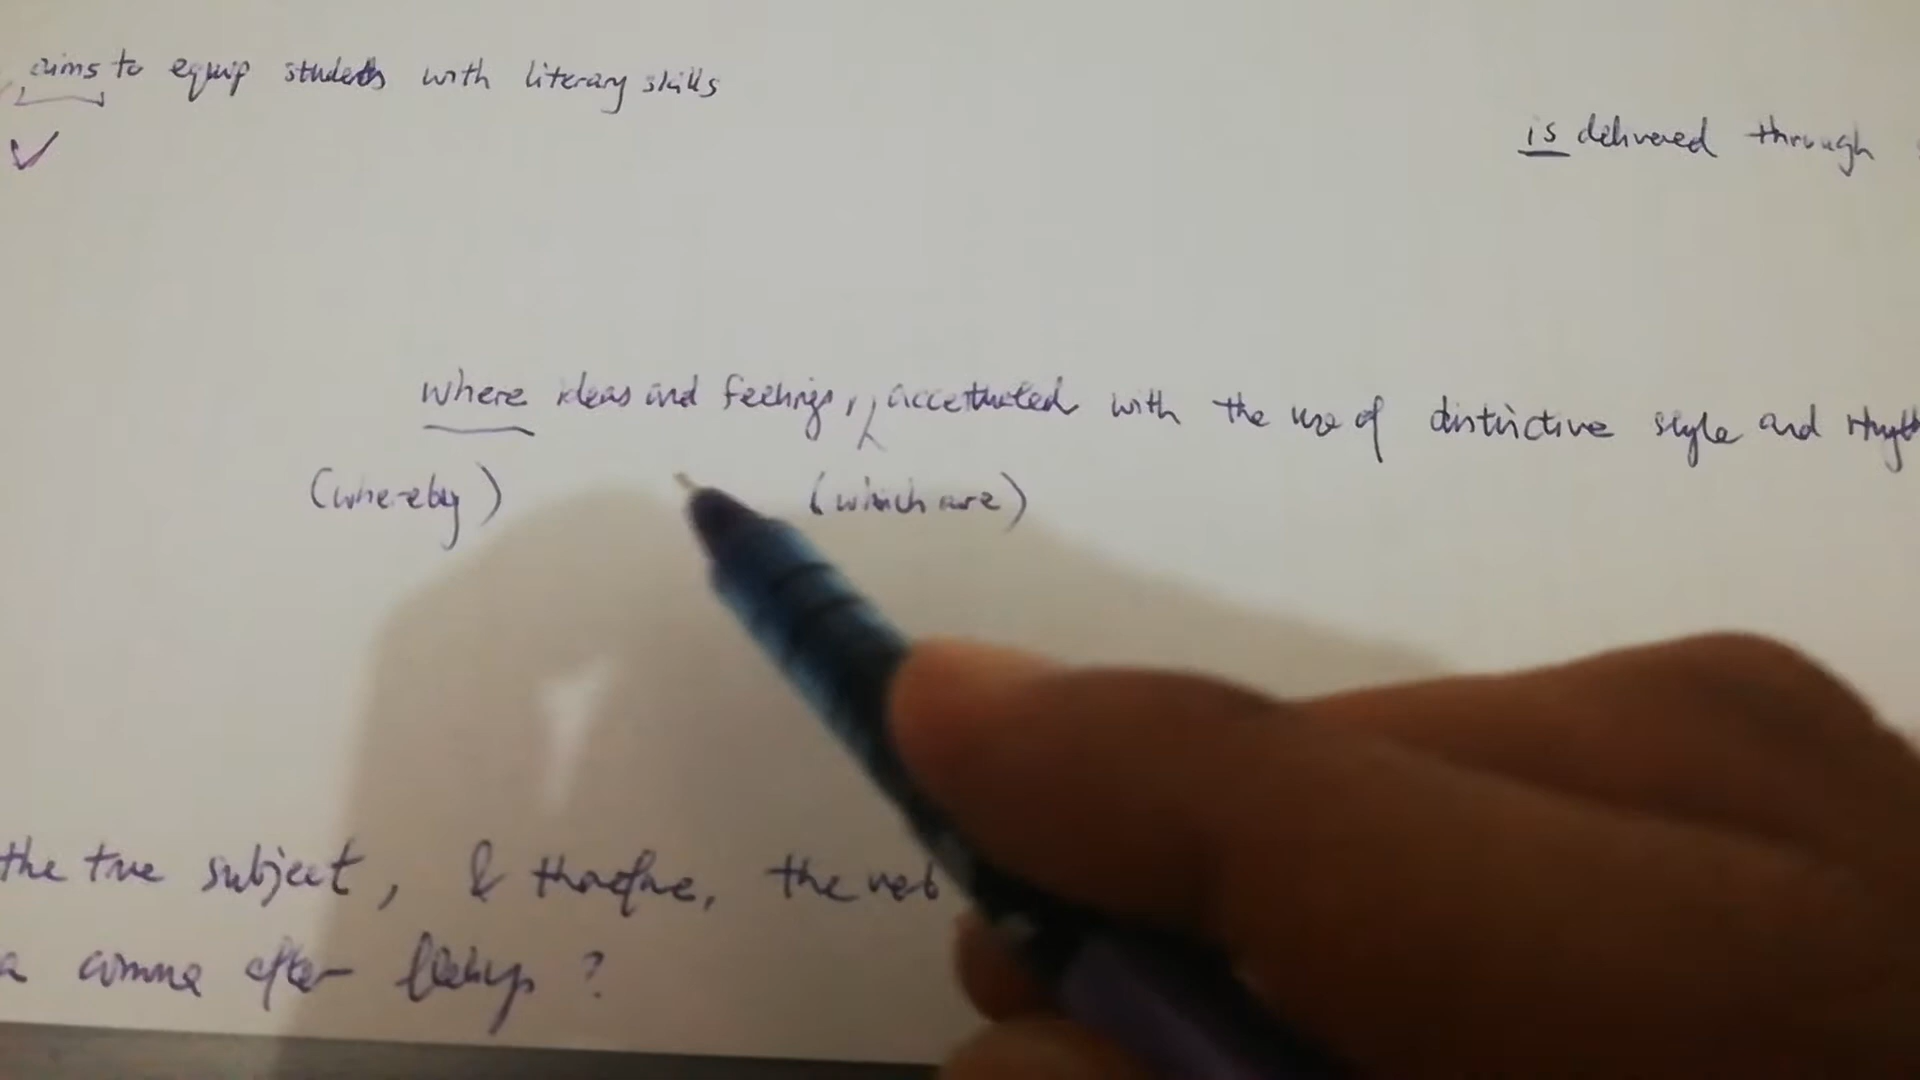 aims to equip students with literary skills
is delivered through
where ideas and feelings, accentuated with the use of distinctive style and
(whereby) (which are)
the true subject, & therefore, the verb
a comma after feelings ?